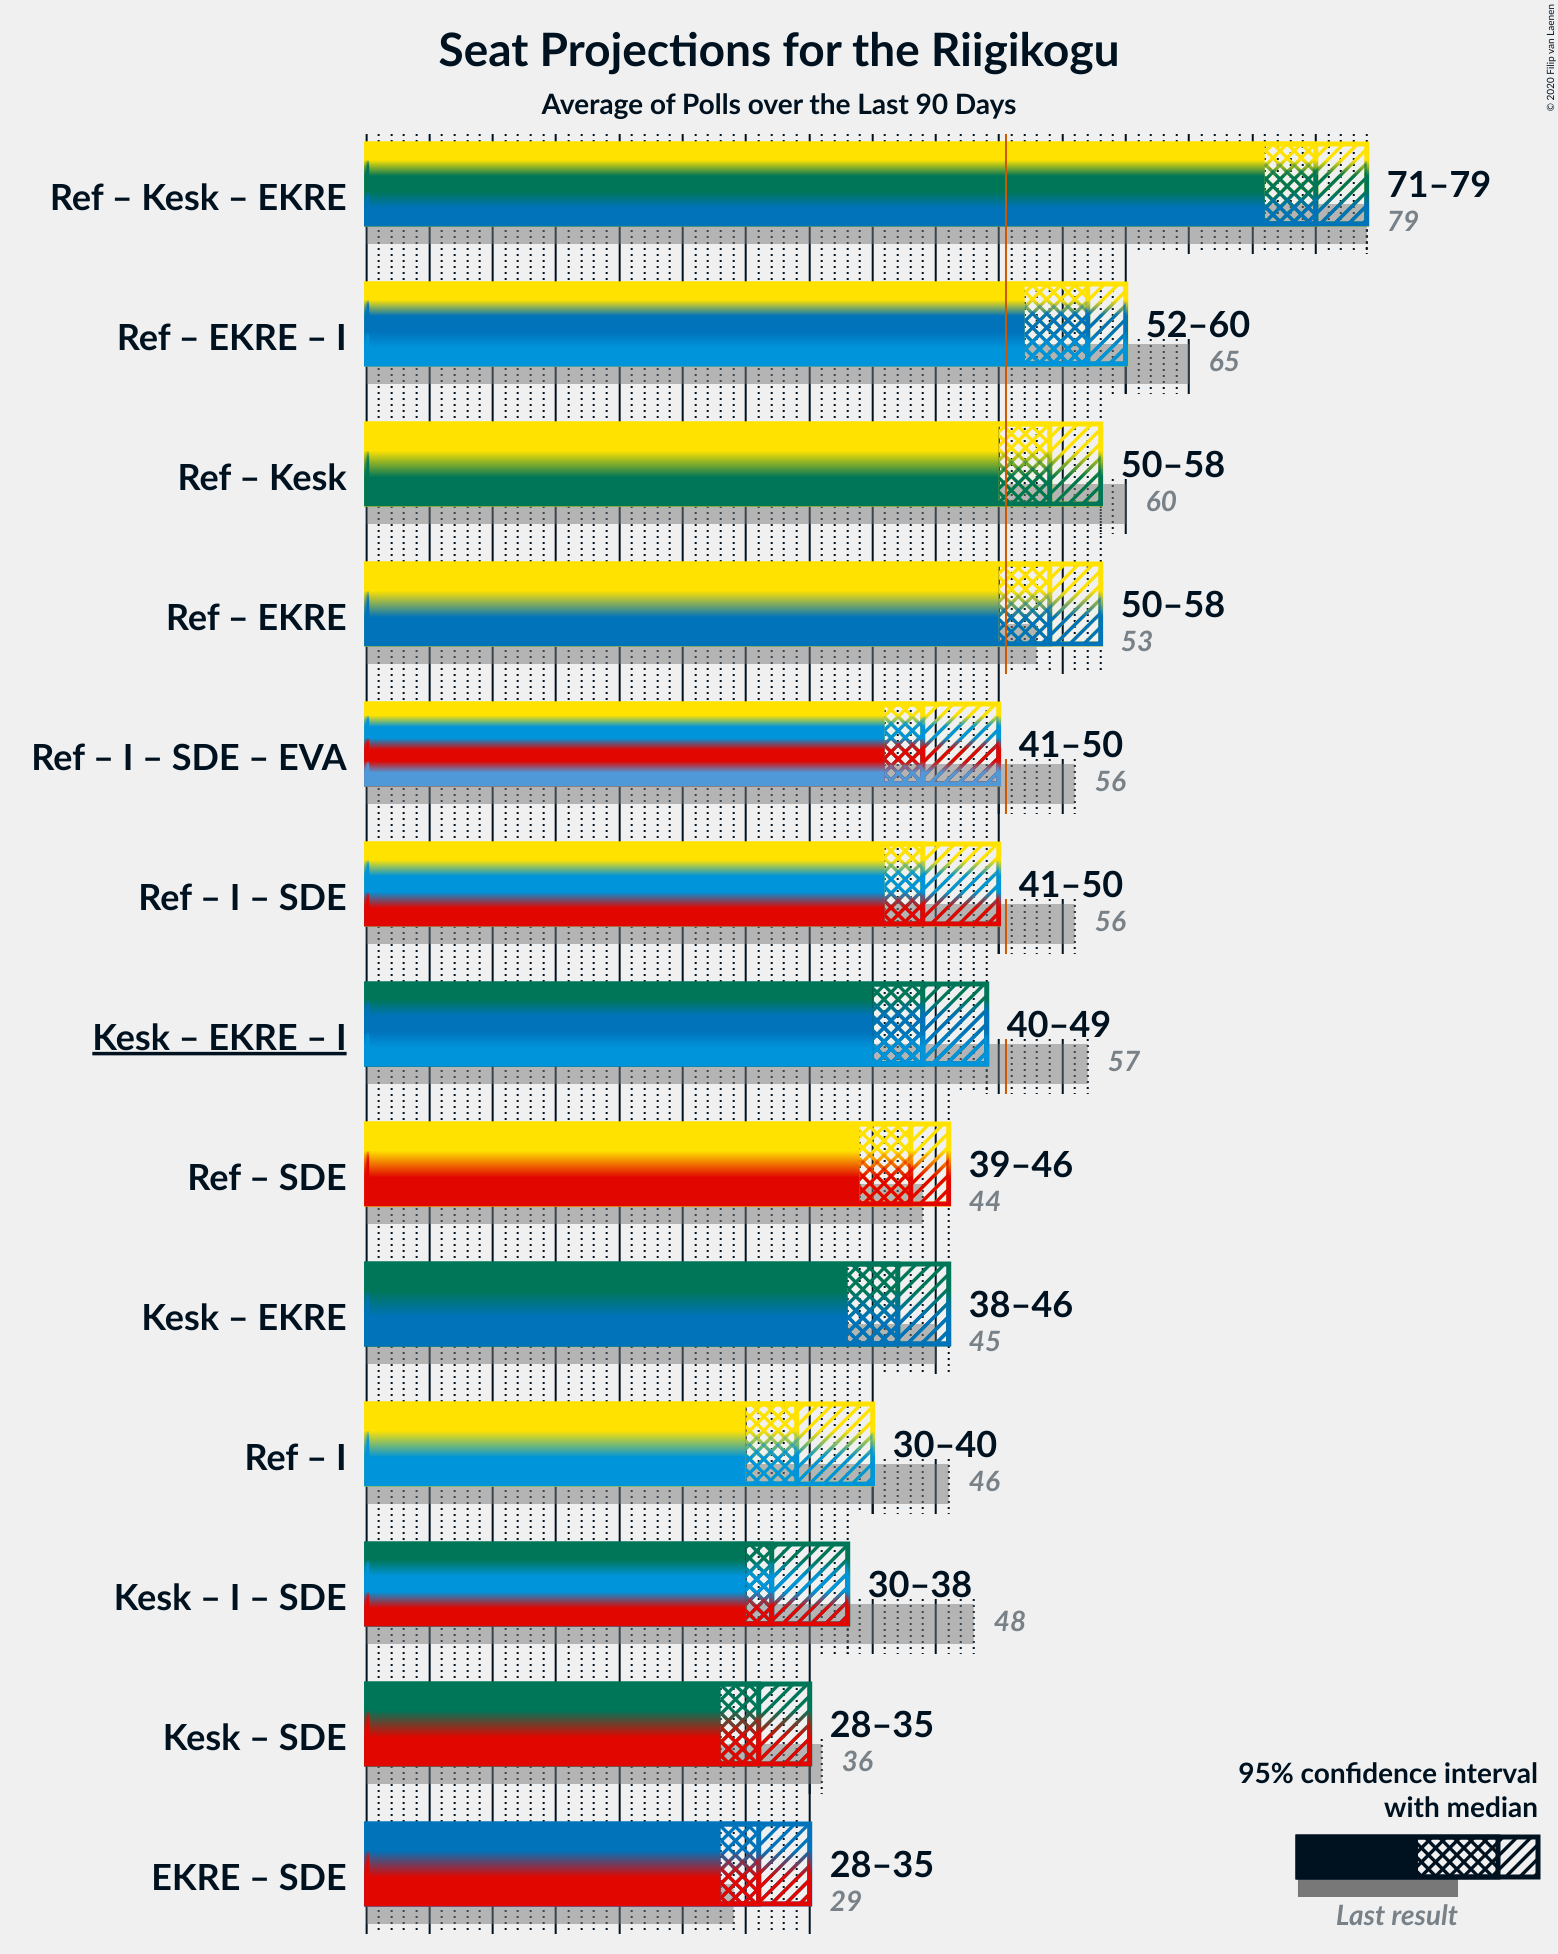 Seat Projections for the Riigikogu
Average of Polls over the Last 90 Days
© 2020 Filip van Laenen
Ref – Kesk – EKRE
71–79
79
Ref – EKRE – I
52–60
65
Ref – Kesk
50–58
60
Ref – EKRE
50–58
53
Ref – I – SDE – EVA
41–50
56
Ref – I – SDE
41–50
56
Kesk – EKRE – I
40–49
57
Ref – SDE
39–46
44
Kesk – EKRE
38–46
45
Ref – I
30–40
46
Kesk – I – SDE
30–38
48
Kesk – SDE
28–35
36
EKRE – SDE
28–35
29
95% confidence interval
with median
Last result